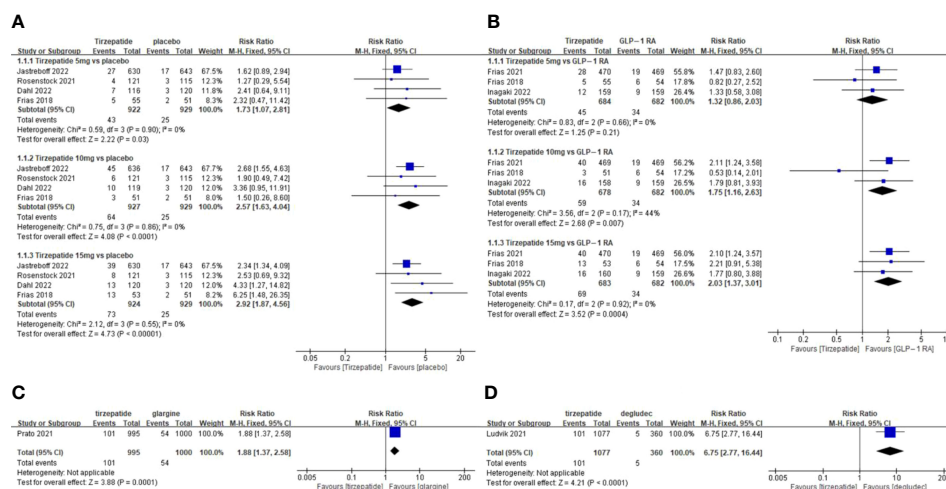 A
Tirzepatide placebo Risk Ratio Risk Ratio
Study or Subgroup Events Total Events Total Weight M-H, Fixed, 95% CI M-H, Fixed, 95% CI
1.1.1 Tirzepatide 5mg vs placebo
Jastreboff 2022 27 630 17 643 67.5% 1.62 [0.89, 2.94]
Rosenstock 2021 4 121 3 115 12.3% 1.27 [0.29, 5.54]
Dahl 2022 7 116 3 120 11.8% 2.41 [0.64, 9.11]
Frias 2018 5 55 2 51 8.3% 2.32 [0.47, 11.42]
Subtotal (95% CI) 922 929 100.0% 1.73 [1.07, 2.81]
Total events 43 25
Heterogeneity: Chi² = 0.59, df = 3 (P = 0.90); I² = 0%
Test for overall effect: Z = 2.22 (P = 0.03)
1.1.2 Tirzepatide 10mg vs placebo
Jastreboff 2022 45 636 17 643 67.7% 2.68 [1.55, 4.63]
Rosenstock 2021 6 121 3 115 12.3% 1.90 [0.49, 7.42]
Dahl 2022 10 119 3 120 12.0% 3.36 [0.95, 11.91]
Frias 2018 3 51 2 51 8.0% 1.50 [0.26, 8.60]
Subtotal (95% CI) 927 929 100.0% 2.57 [1.63, 4.04]
Total events 64 25
Heterogeneity: Chi² = 0.75, df = 3 (P = 0.86); I² = 0%
Test for overall effect: Z = 4.08 (P < 0.0001)
1.1.3 Tirzepatide 15mg vs placebo
Jastreboff 2022 39 630 17 643 67.5% 2.34 [1.34, 4.09]
Rosenstock 2021 8 121 3 115 12.3% 2.53 [0.69, 9.32]
Dahl 2022 13 120 3 120 12.0% 4.33 [1.27, 14.82]
Frias 2018 13 53 2 51 8.2% 6.25 [1.48, 26.35]
Subtotal (95% CI) 924 929 100.0% 2.92 [1.87, 4.56]
Total events 73 25
Heterogeneity: Chi² = 2.12, df = 3 (P = 0.55); I² = 0%
Test for overall effect: Z = 4.73 (P < 0.00001)
0.05 0.2 1 5 20
Favours [Tirzepatide] Favours [placebo]
B
Tirzepatide GLP-1 RA Risk Ratio Risk Ratio
Study or Subgroup Events Total Events Total Weight M-H, Fixed, 95% CI M-H, Fixed, 95% CI
1.1.1 Tirzepatide 5mg vs GLP-1 RA
Frias 2021 28 470 19 469 55.8% 1.47 [0.83, 2.60]
Frias 2018 5 55 6 54 17.8% 0.82 [0.27, 2.52]
Inagaki 2022 12 159 9 159 26.4% 1.33 [0.58, 3.08]
Subtotal (95% CI) 684 682 100.0% 1.32 [0.86, 2.03]
Total events 45 34
Heterogeneity: Chi² = 0.83, df = 2 (P = 0.66); I² = 0%
Test for overall effect: Z = 1.25 (P = 0.21)
1.1.2 Tirzepatide 10mg vs GLP-1 RA
Frias 2021 40 469 19 469 56.2% 2.11 [1.24, 3.58]
Frias 2018 3 51 6 54 17.2% 0.53 [0.14, 2.01]
Inagaki 2022 16 158 9 159 26.5% 1.79 [0.81, 3.93]
Subtotal (95% CI) 678 682 100.0% 1.75 [1.16, 2.63]
Total events 59 34
Heterogeneity: Chi² = 3.56, df = 2 (P = 0.17); I² = 44%
Test for overall effect: Z = 2.68 (P = 0.007)
1.1.3 Tirzepatide 15mg vs GLP-1 RA
Frias 2021 40 470 19 469 56.0% 2.10 [1.24, 3.57]
Frias 2018 13 53 6 54 17.5% 2.21 [0.91, 5.38]
Inagaki 2022 16 160 9 159 26.6% 1.77 [0.80, 3.88]
Subtotal (95% CI) 683 682 100.0% 2.03 [1.37, 3.01]
Total events 69 34
Heterogeneity: Chi² = 0.17, df = 2 (P = 0.92); I² = 0%
Test for overall effect: Z = 3.52 (P = 0.0004)
0.1 0.2 0.5 1 2 5 10
Favours [Tirzepatide] Favours [GLP-1 RA]
C
tirzepatide glargine Risk Ratio Risk Ratio
Study or Subgroup Events Total Events Total Weight M-H, Fixed, 95% CI M-H, Fixed, 95% CI
Prato 2021 101 995 54 1000 100.0% 1.88 [1.37, 2.58]
Total (95% CI) 995 1000 100.0% 1.88 [1.37, 2.58]
Total events 101 54
Heterogeneity: Not applicable
Test for overall effect: Z = 3.88 (P = 0.0001)
0.01 0.1 1 10 100
Favours [tirzepatide] Favours [glargine]
D
tirzepatide degludec Risk Ratio Risk Ratio
Study or Subgroup Events Total Events Total Weight M-H, Fixed, 95% CI M-H, Fixed, 95% CI
Ludvik 2021 101 1077 5 360 100.0% 6.75 [2.77, 16.44]
Total (95% CI) 1077 360 100.0% 6.75 [2.77, 16.44]
Total events 101 5
Heterogeneity: Not applicable
Test for overall effect: Z = 4.21 (P < 0.0001)
0.01 0.1 1 10 100
Favours [tirzepatide] Favours [degludec]